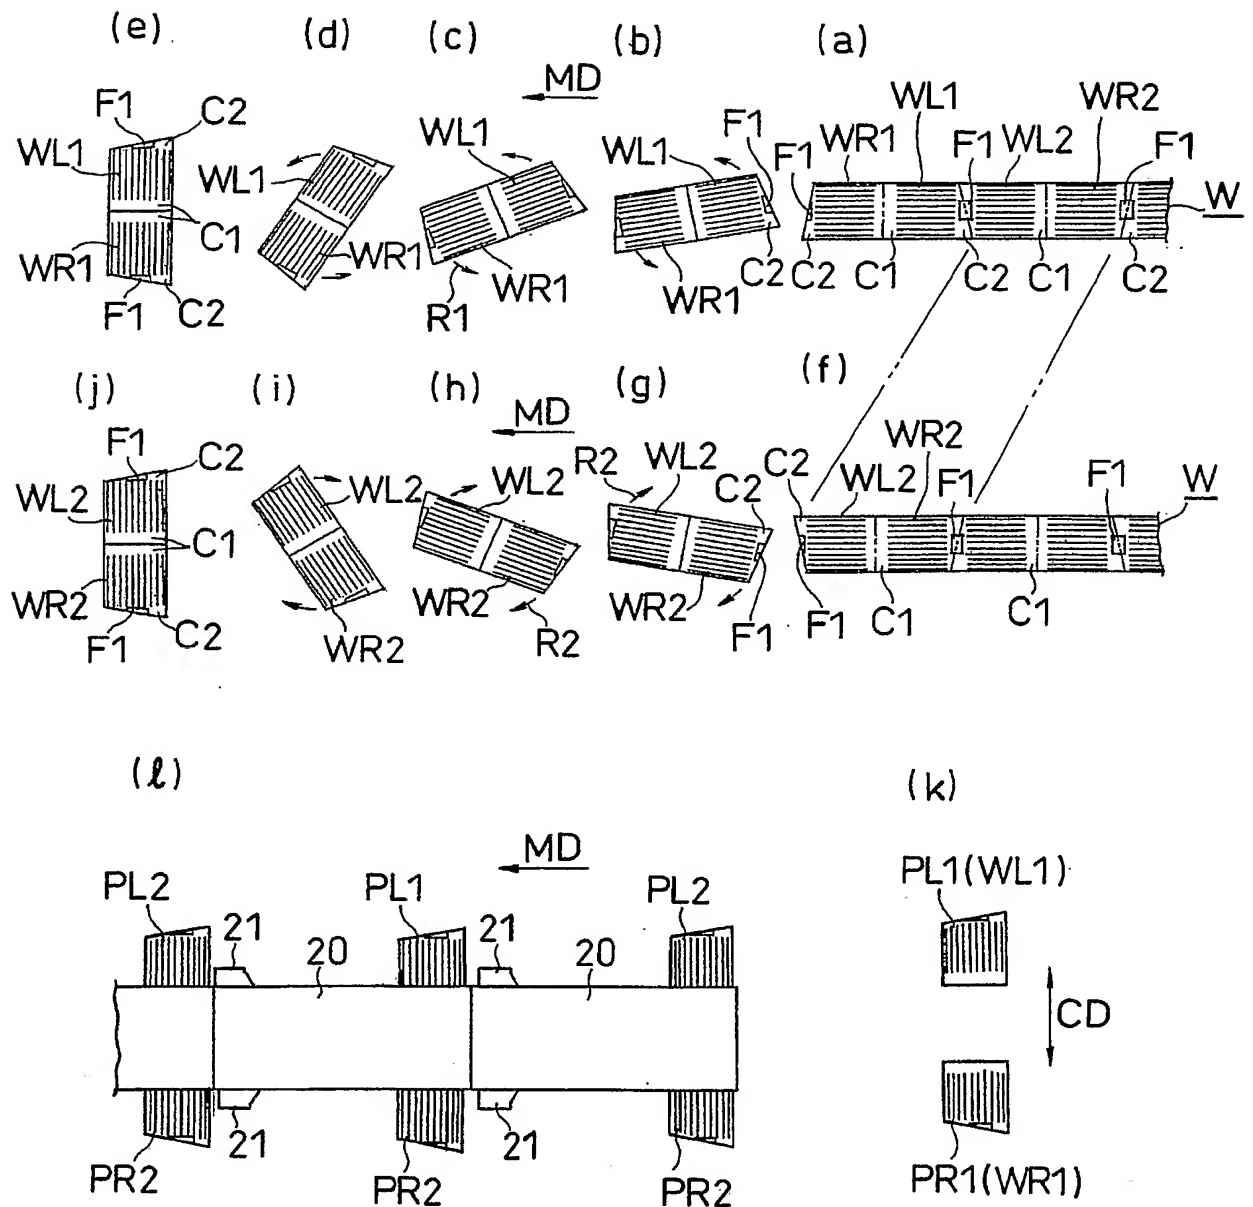 (e) (d) (c) (b) (a)
MD
F1 C2 WL1 WR2
WL1 WL1 WL1 WL1 F1 F1 WR1 F1 WL2 F1
W
C1
WR1 WR1 WR1 WR1 C2 C2 C1 C2 C1 C2
F1 C2 R1
(j) (i) (h) (g) (f)
MD
F1 C2 WL2 R2 WL2 C2 WL2 WR2 F1 F1 W
WL2 WL2 C2
C1
WR2 WR2 WR2 F1 F1 C1 C1
F1 C2 WR2 R2
(l) (k)
MD
PL2 PL1 PL2 PL1(WL1)
21 20 21 20
CD
21 21
PR2 PR2 PR2 PR1(WR1)